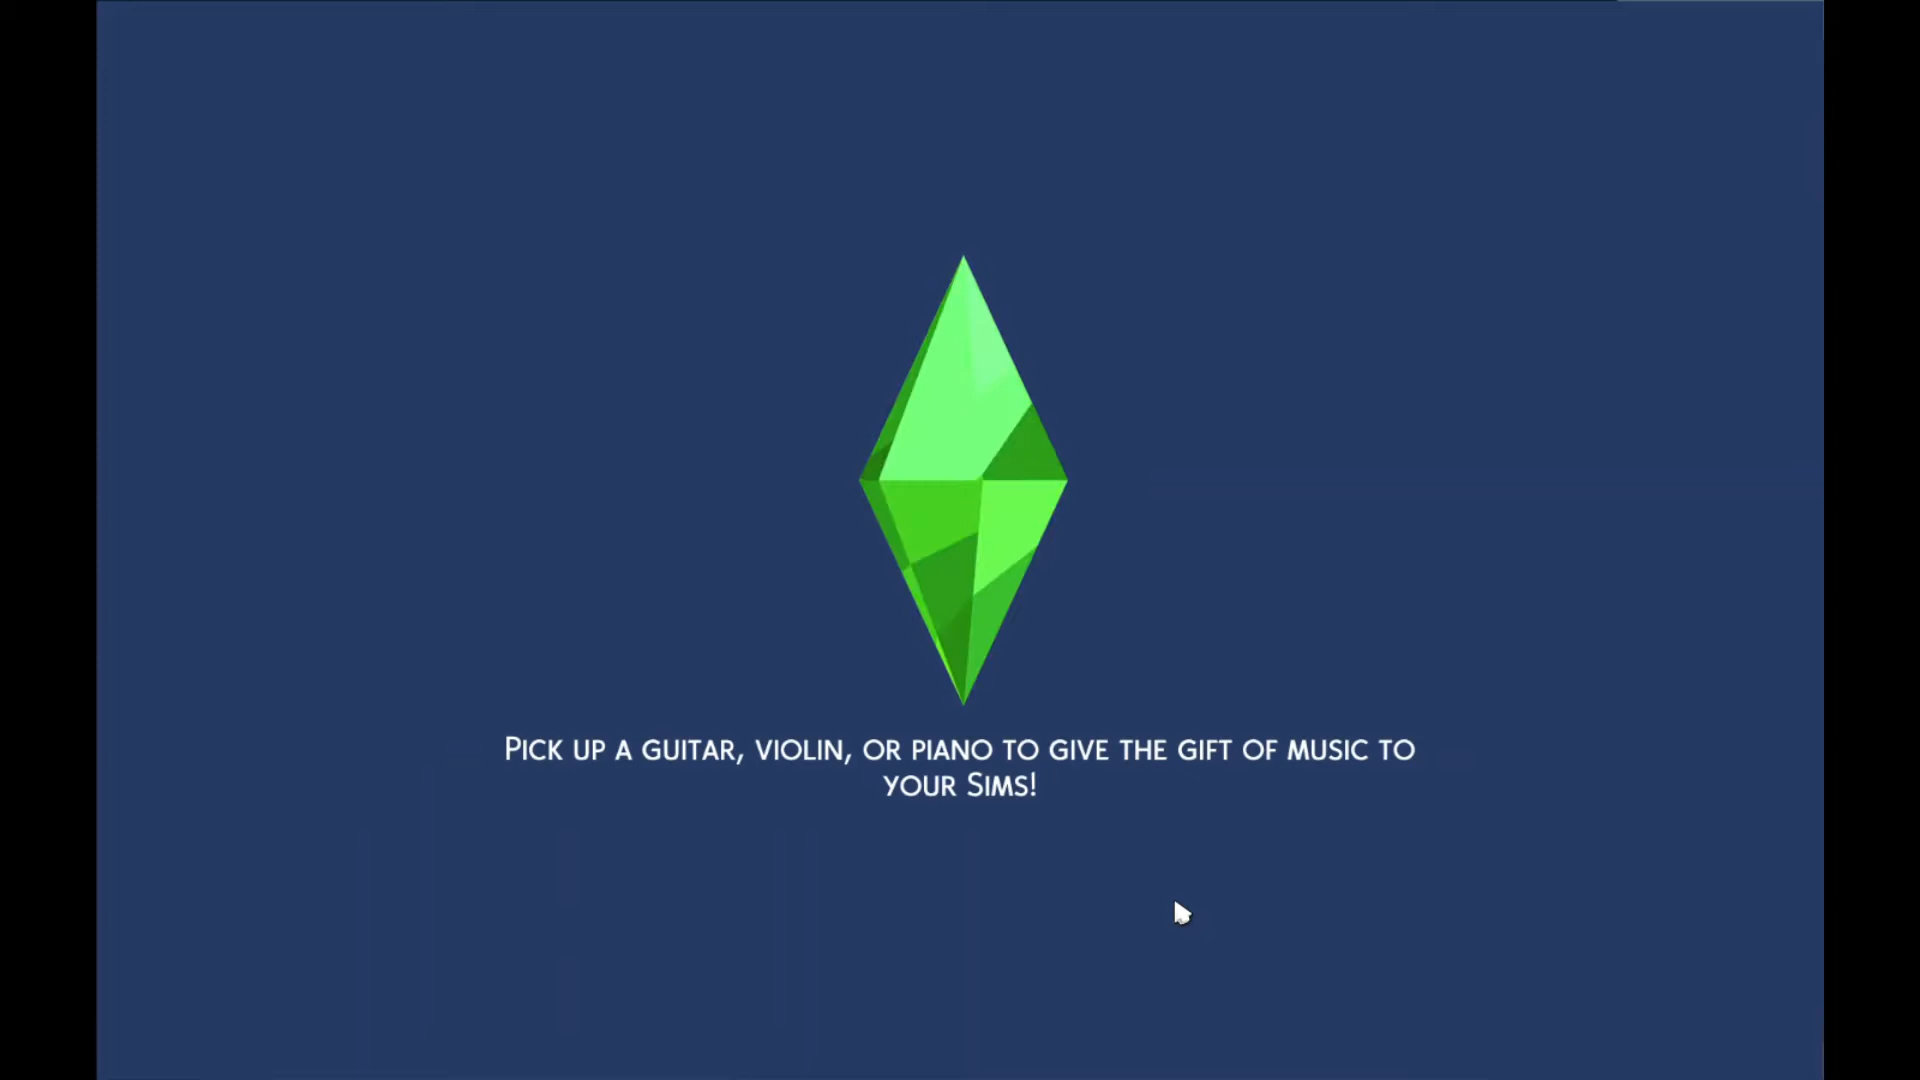 Pick up a guitar, violin, or piano to give the gift of music to
your Sims!